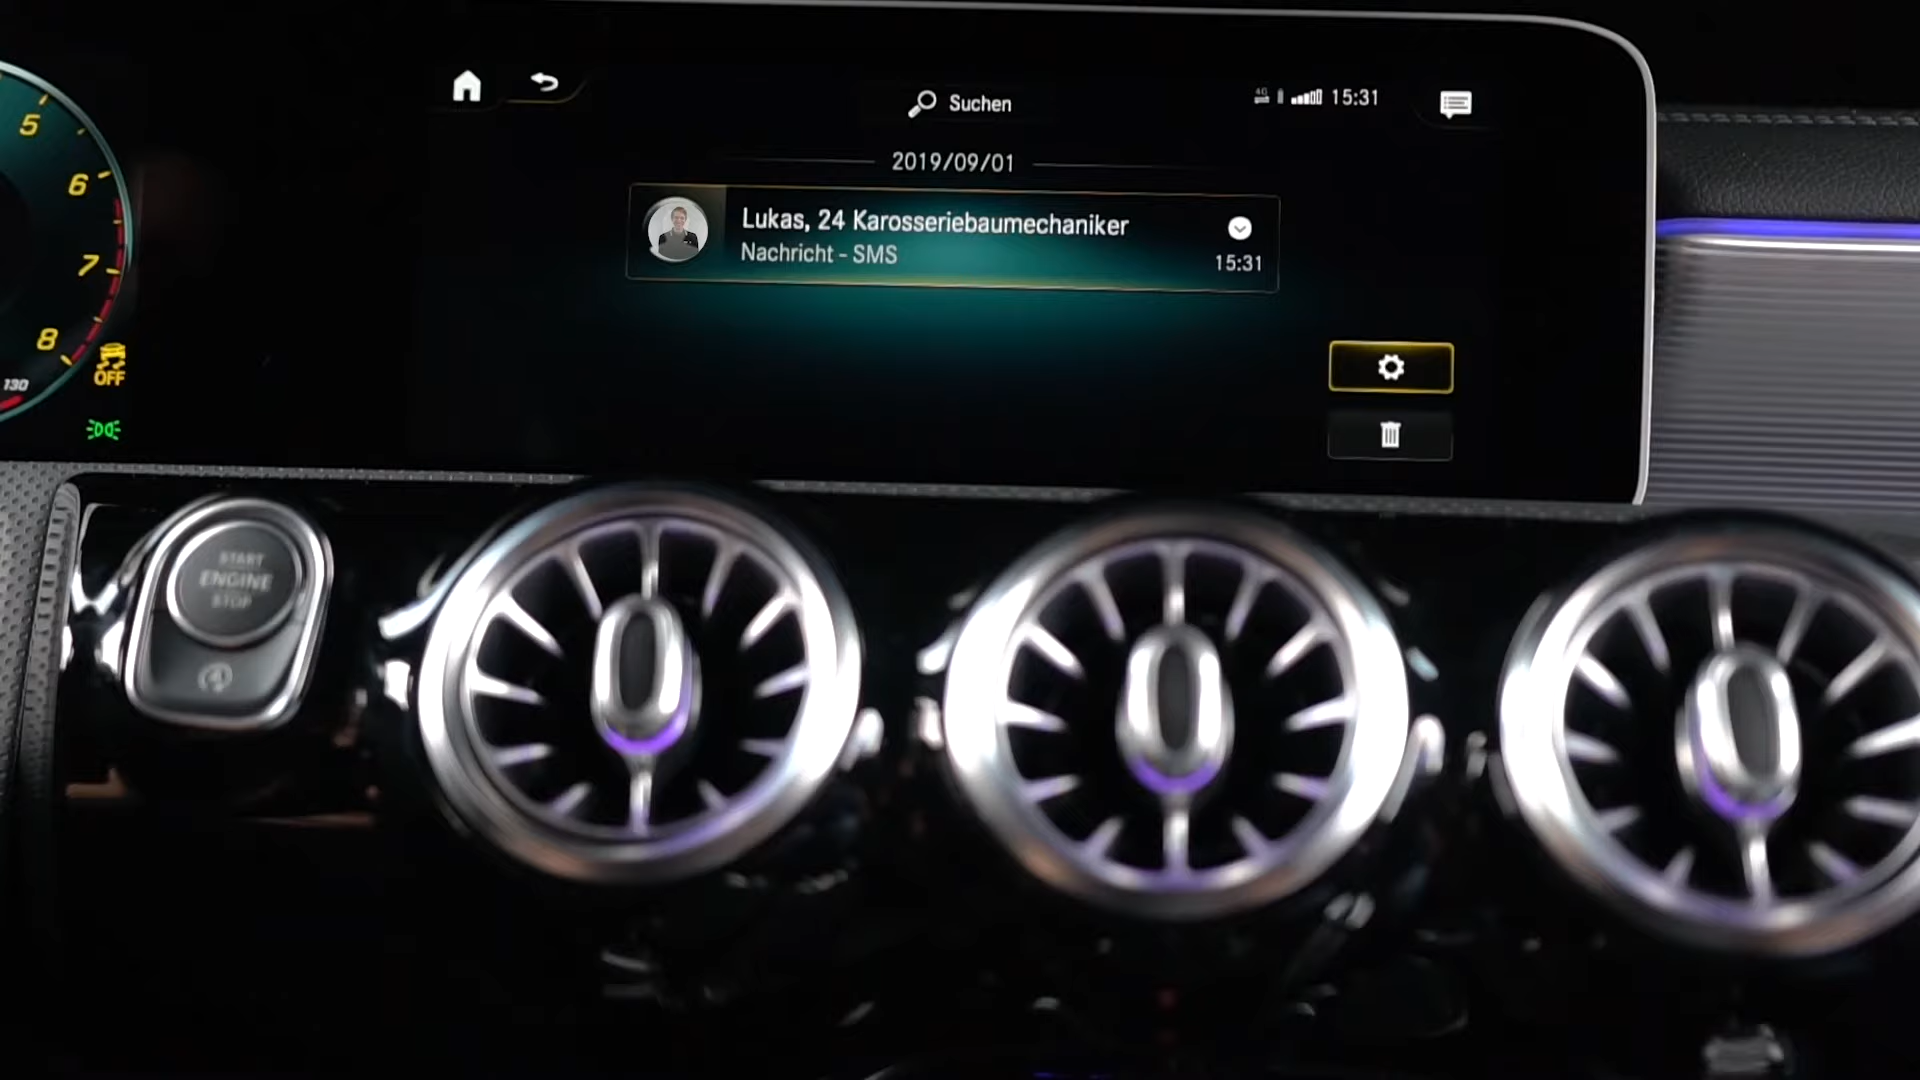 5
6
7
8
130
OFF
Suchen
4G
15:31
2019/09/01
Lukas, 24 Karosseriebaumechaniker
Nachricht - SMS
15:31
START
ENGINE
STOP